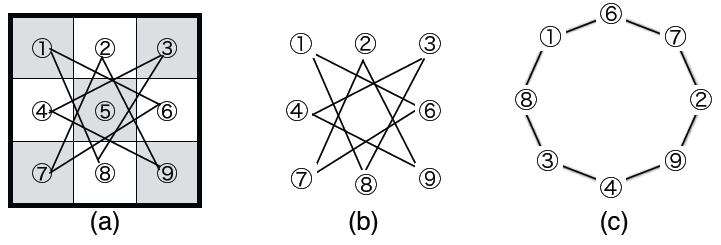 ① ② ③
④ ⑤ ⑥
⑦ ⑧ ⑨
(a)
① ② ③
④ ⑥
⑦ ⑧ ⑨
(b)
⑥
① ⑦
⑧ ②
③ ⑨
④
(c)